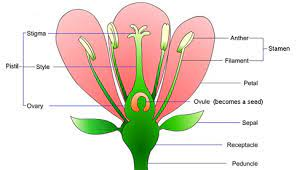 Stigma
Pistil
Style
Ovary
Anther
Stamen
Filament
Petal
Ovule (becomes a seed)
Sepal
Receptacle
Peduncle